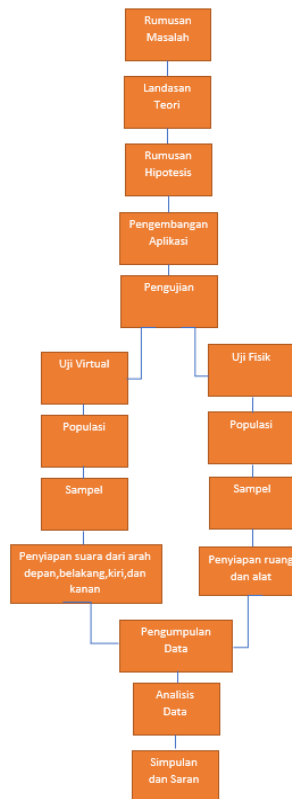 Rumusan
Masalah
Landasan
Teori
Rumusan
Hipotesis
Pengembangan
Aplikasi
Pengujian
Uji Virtual
Uji Fisik
Populasi
Populasi
Sampel
Sampel
Penyiapan suara dari arah
depan,belakang,kiri,dan
kanan
Penyiapan ruang
dan alat
Pengumpulan
Data
Analisis
Data
Simpulan
dan Saran